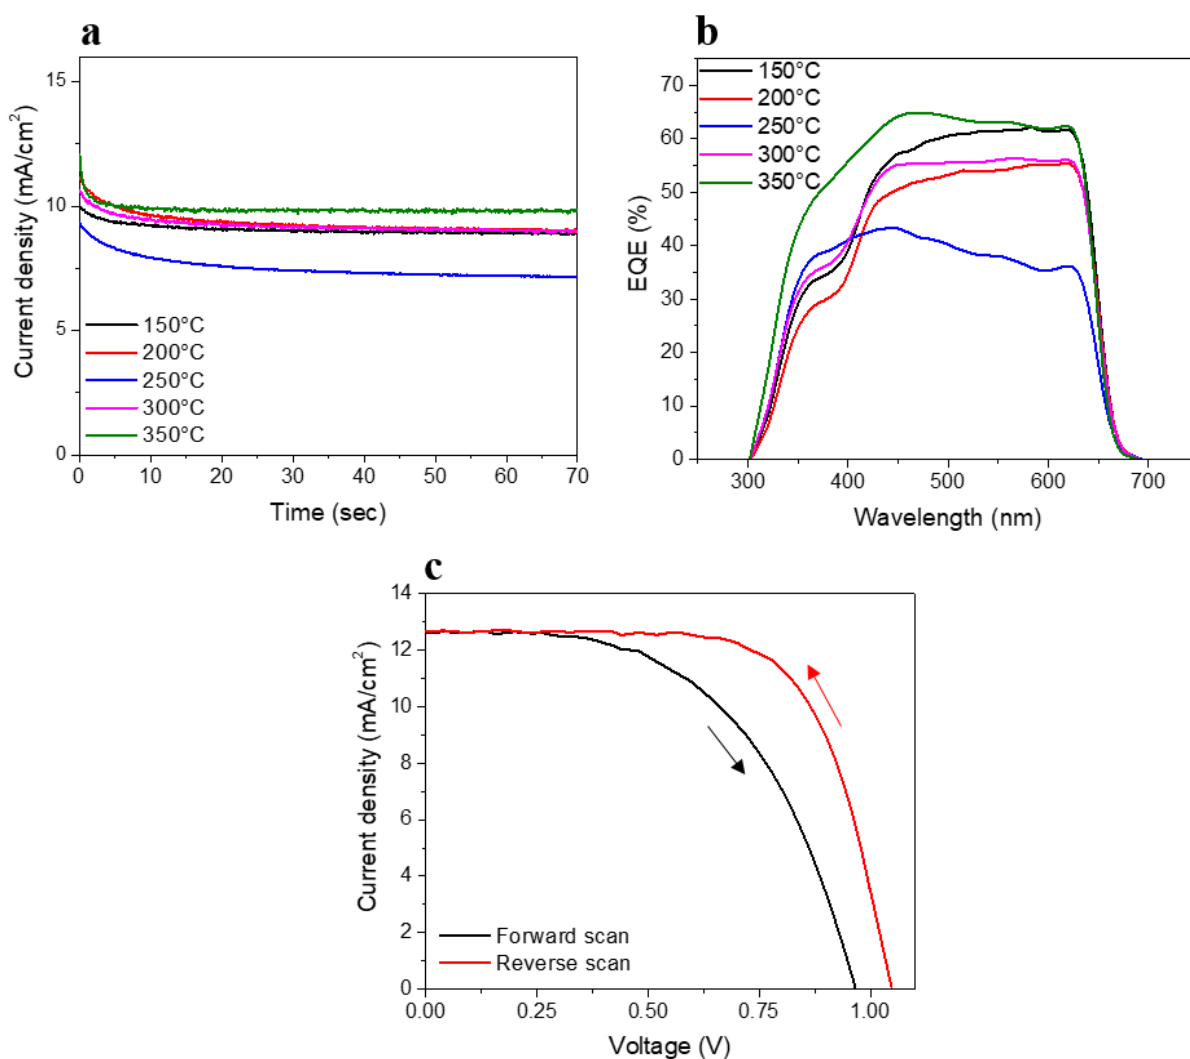 a
15
10
5
0
0 10 20 30 40 50 60 70
Current density (mA/cm²)
Time (sec)
150°C
200°C
250°C
300°C
350°C
b
70
60
50
40
30
20
10
0
300 400 500 600 700
EQE (%)
Wavelength (nm)
150°C
200°C
250°C
300°C
350°C
c
14
12
10
8
6
4
2
0
0.00 0.25 0.50 0.75 1.00
Current density (mA/cm²)
Voltage (V)
Forward scan
Reverse scan